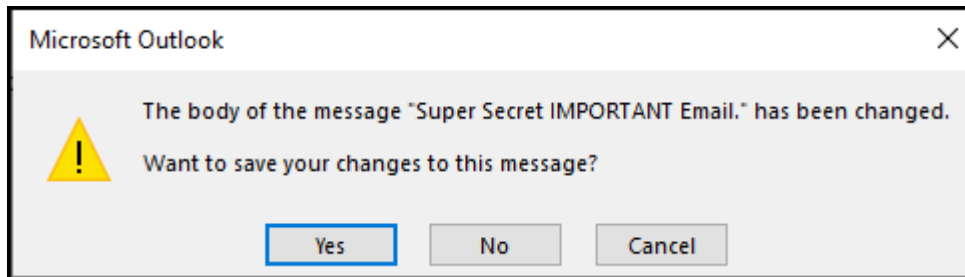 Microsoft Outlook
The body of the message "Super Secret IMPORTANT Email." has been changed.
Want to save your changes to this message?
Yes
No
Cancel